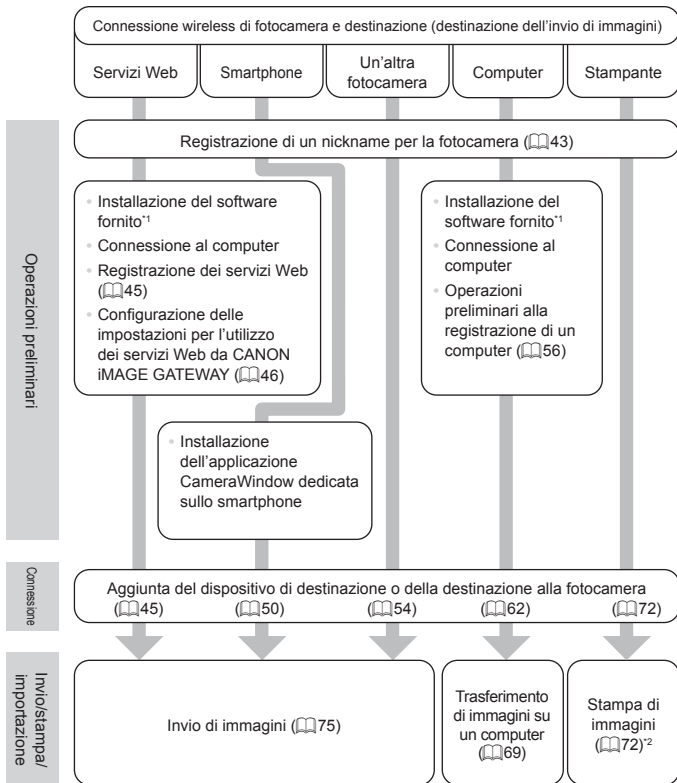 Connessione wireless di fotocamera e destinazione (destinazione dell'invio di immagini)
Servizi Web
Smartphone
Un'altra
fotocamera
Computer
Stampante
Operazioni preliminari
Registrazione di un nickname per la fotocamera (43)
• Installazione del software
fornito*1
• Connessione al computer
• Registrazione dei servizi Web
(45)
• Configurazione delle
impostazioni per l'utilizzo
dei servizi Web da CANON
iMAGE GATEWAY (46)
• Installazione del
software fornito*1
• Connessione al
computer
• Operazioni
preliminari alla
registrazione di un
computer (56)
• Installazione
dell'applicazione
CameraWindow dedicata
sullo smartphone
Connessione
Aggiunta del dispositivo di destinazione o della destinazione alla fotocamera
(45) (50) (54) (62) (72)
Invio/stampa/
importazione
Invio di immagini (75)
Trasferimento
di immagini su
un computer
(69)
Stampa di
immagini
(72)*2